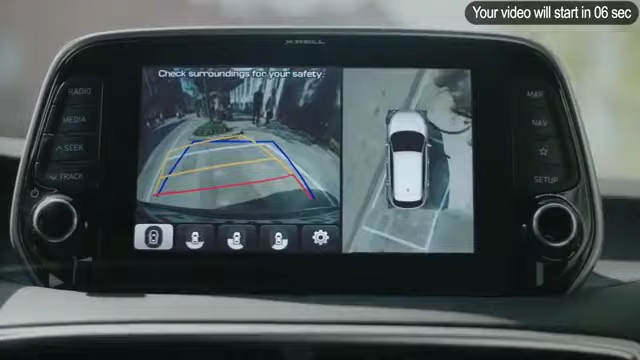 Your video will start in 06 sec
KRELL
Check surroundings for your safety.
RADIO
MEDIA
SEEK
TRACK
MAP
NAV
SETUP